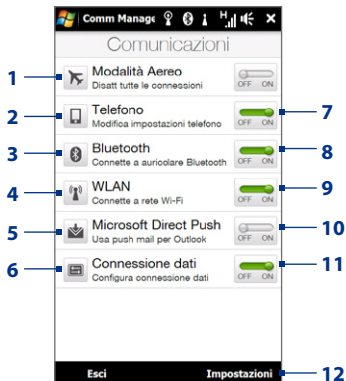 Comm Manage
Comunicazioni
1 Modalità Aereo
Disatt tutte le connessioni
OFF ON
2 Telefono
Modifica impostazioni telefono
OFF ON 7
3 Bluetooth
Connette a auricolare Bluetooth
OFF ON 8
4 WLAN
Connette a rete Wi-Fi
OFF ON 9
5 Microsoft Direct Push
Usa push mail per Outlook
OFF ON 10
6 Connessione dati
Configura connessione dati
OFF ON 11
Esci Impostazioni 12